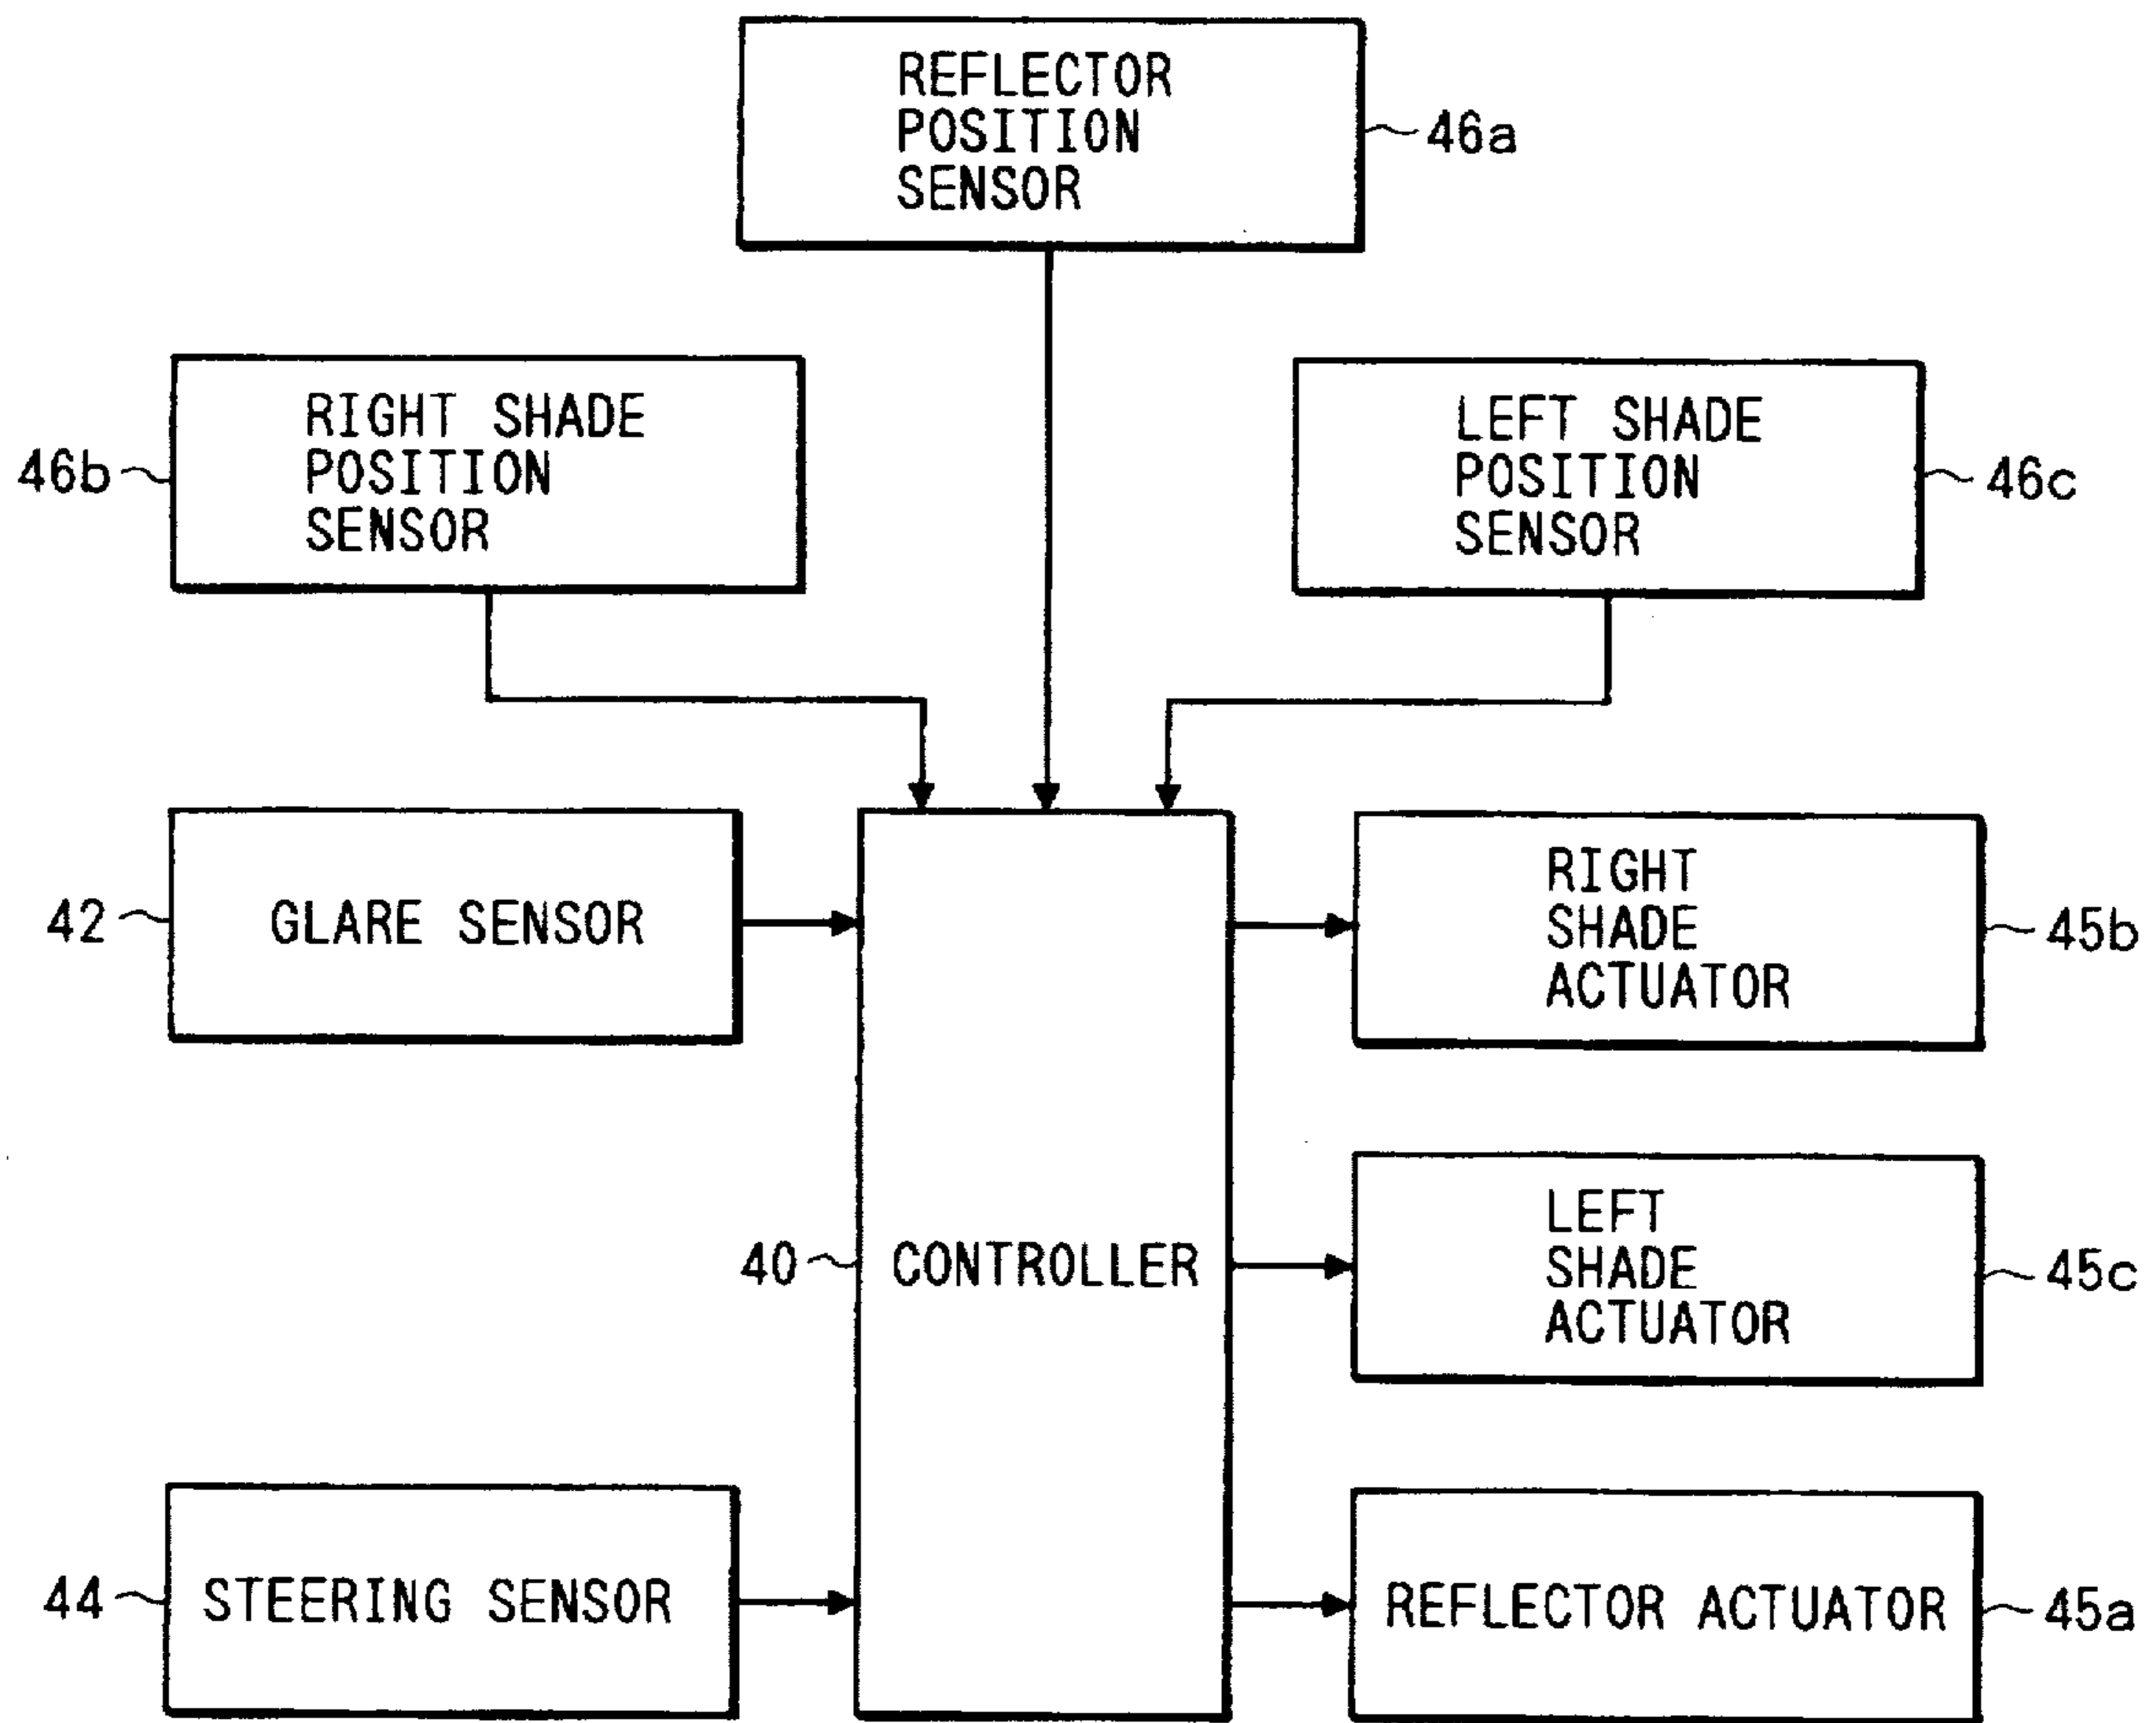 REFLECTOR
POSITION
SENSOR
46a
RIGHT SHADE
POSITION
SENSOR
46b
LEFT SHADE
POSITION
SENSOR
46c
42
GLARE SENSOR
RIGHT
SHADE
ACTUATOR
45b
40
CONTROLLER
LEFT
SHADE
ACTUATOR
45c
44
STEERING SENSOR
REFLECTOR ACTUATOR
45a